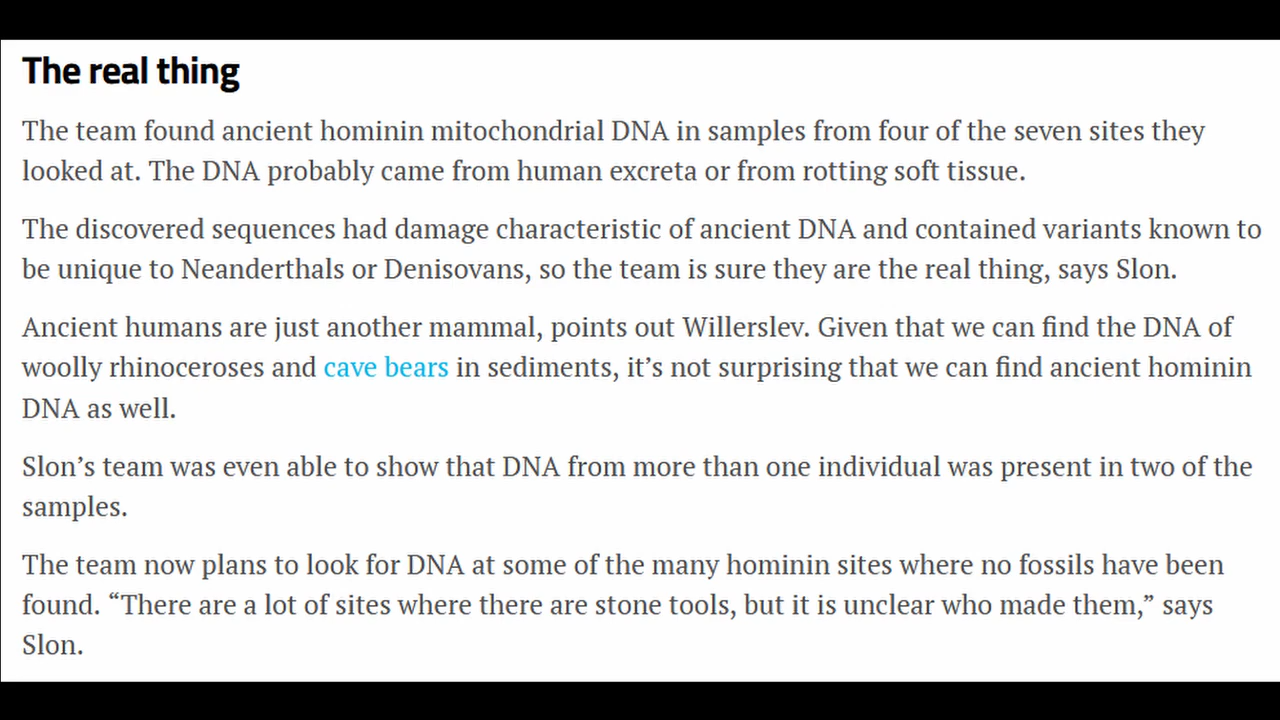 The real thing
The team found ancient hominin mitochondrial DNA in samples from four of the seven sites they
looked at. The DNA probably came from human excreta or from rotting soft tissue.
The discovered sequences had damage characteristic of ancient DNA and contained variants known to
be unique to Neanderthals or Denisovans, so the team is sure they are the real thing, says Slon.
Ancient humans are just another mammal, points out Willerslev. Given that we can find the DNA of
woolly rhinoceroses and cave bears in sediments, it’s not surprising that we can find ancient hominin
DNA as well.
Slon’s team was even able to show that DNA from more than one individual was present in two of the
samples.
The team now plans to look for DNA at some of the many hominin sites where no fossils have been
found. “There are a lot of sites where there are stone tools, but it is unclear who made them,” says
Slon.